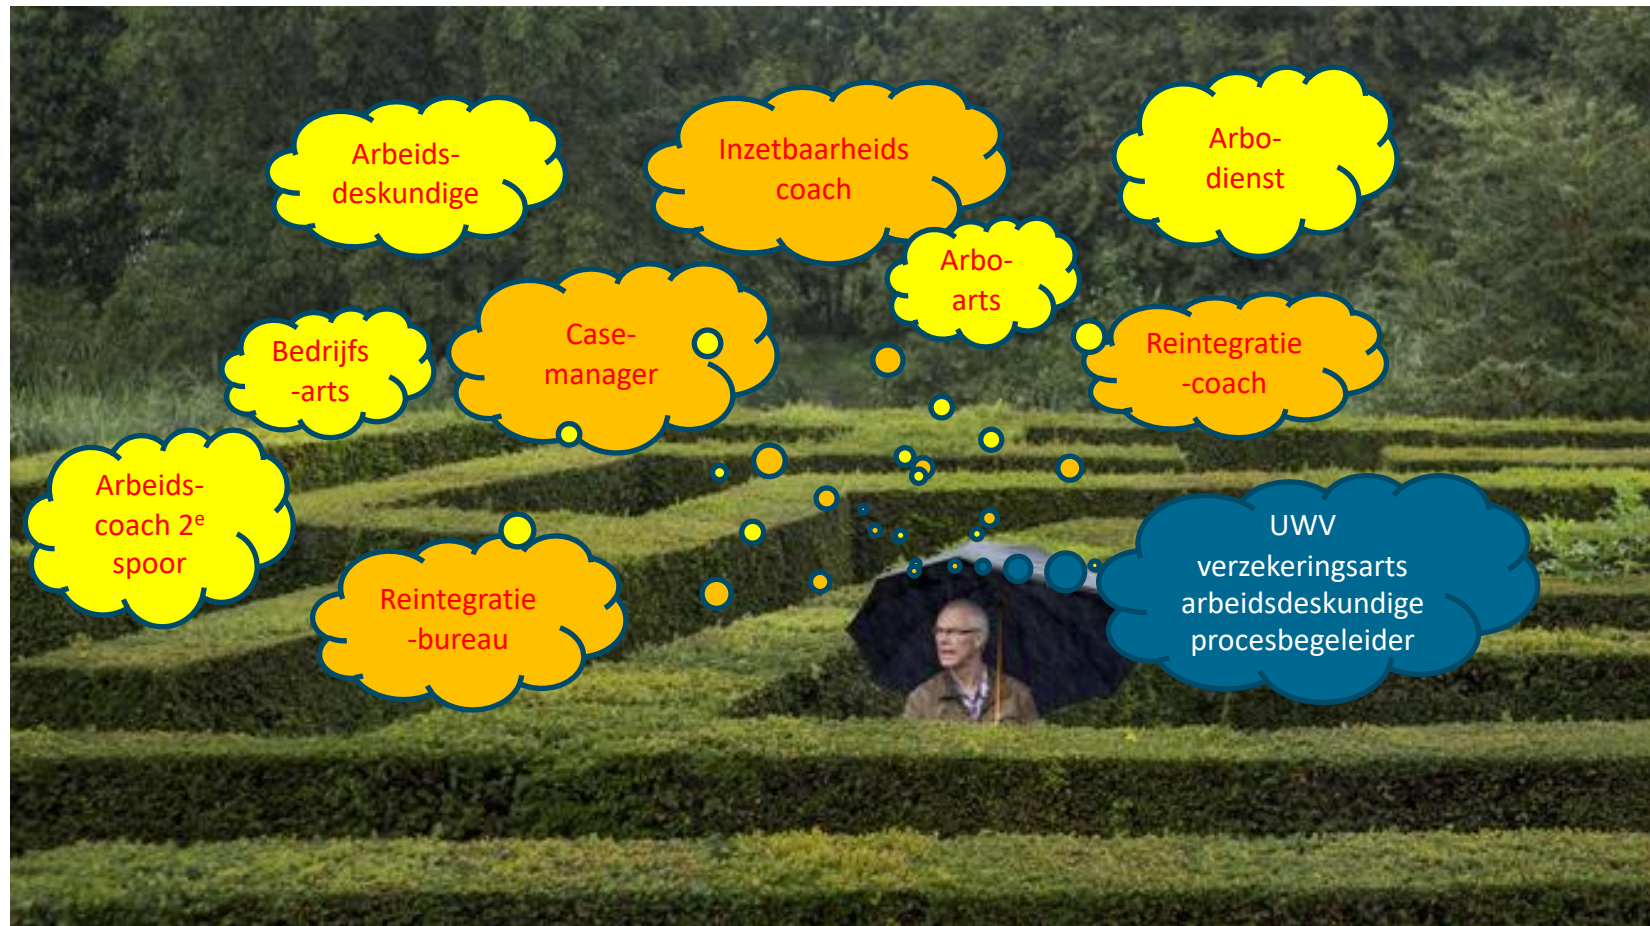 Arbeids-
deskundige
Inzetbaarheids
coach
Arbo-
dienst
Arbo-
arts
Bedrijfs
-arts
Case-
manager
Reintegratie
-coach
Arbeids-
coach 2e
spoor
Reintegratie
-bureau
UWV
verzekeringsarts
arbeidsdeskundige
procesbegeleider